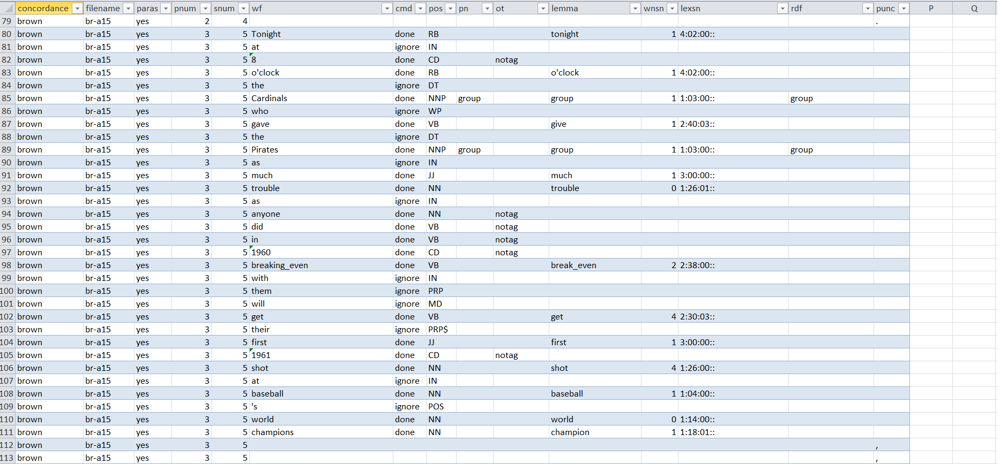 concordance filename paras pnum snum wf cmd pos pn ot lemma wnsn lexsn rdf punc P Q
79 brown br-a15 yes 2 4 .
80 brown br-a15 yes 3 5 Tonight done RB tonight 1 4:02:00::
81 brown br-a15 yes 3 5 at ignore IN
82 brown br-a15 yes 3 5 8 done CD notag
83 brown br-a15 yes 3 5 o'clock done RB o'clock 1 4:02:00::
84 brown br-a15 yes 3 5 the ignore DT
85 brown br-a15 yes 3 5 Cardinals done NNP group group 1 1:03:00:: group
86 brown br-a15 yes 3 5 who ignore WP
87 brown br-a15 yes 3 5 gave done VB give 1 2:40:03::
88 brown br-a15 yes 3 5 the ignore DT
89 brown br-a15 yes 3 5 Pirates done NNP group group 1 1:03:00:: group
90 brown br-a15 yes 3 5 as ignore IN
91 brown br-a15 yes 3 5 much done JJ much 1 3:00:00::
92 brown br-a15 yes 3 5 trouble done NN trouble 0 1:26:01::
93 brown br-a15 yes 3 5 as ignore IN
94 brown br-a15 yes 3 5 anyone done NN notag
95 brown br-a15 yes 3 5 did done VB notag
96 brown br-a15 yes 3 5 in done VB notag
97 brown br-a15 yes 3 5 1960 done CD notag
98 brown br-a15 yes 3 5 breaking_even done VB break_even 2 2:38:00::
99 brown br-a15 yes 3 5 with ignore IN
100 brown br-a15 yes 3 5 them ignore PRP
101 brown br-a15 yes 3 5 will ignore MD
102 brown br-a15 yes 3 5 get done VB get 4 2:30:03::
103 brown br-a15 yes 3 5 their ignore PRP$
104 brown br-a15 yes 3 5 first done JJ first 1 3:00:00::
105 brown br-a15 yes 3 5 1961 done CD notag
106 brown br-a15 yes 3 5 shot done NN shot 4 1:26:00::
107 brown br-a15 yes 3 5 at ignore IN
108 brown br-a15 yes 3 5 baseball done NN baseball 1 1:04:00::
109 brown br-a15 yes 3 5 's ignore POS
110 brown br-a15 yes 3 5 world done NN world 0 1:14:00::
111 brown br-a15 yes 3 5 champions done NN champion 1 1:18:01::
112 brown br-a15 yes 3 5 ,
113 brown br-a15 yes 3 5 ,